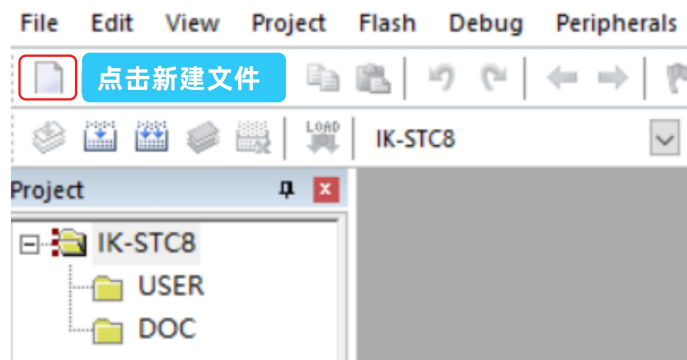 File Edit View Project Flash Debug Peripherals
点击新建文件
LOAD IK-STC8
Project
IK-STC8
USER
DOC